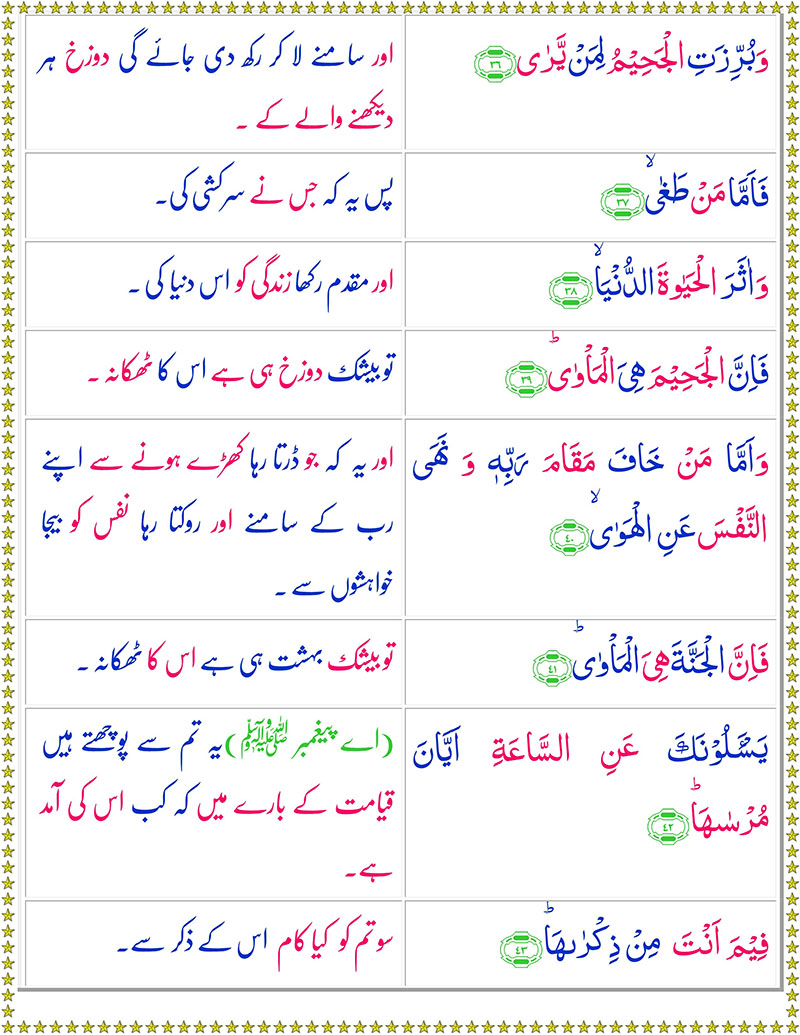 وَبُرِّزَتِ الْجَحِيْمُ لِمَنْ يَّرٰى ٣٦
اور سامنے لا کر رکھ دی جائے گی دوزخ ہر
دیکھنے والے کے ۔
فَاَمَّا مَنْ طَغٰىۙ ٣٧
پس یہ کہ جس نے سرکشی کی۔
وَاٰثَرَ الْحَيٰوةَ الدُّنْيَاۙ ٣٨
اور مقدم رکھا زندگی کو اس دنیا کی ۔
فَاِنَّ الْجَحِيْمَ هِيَ الْمَاْوٰىؕ ٣٩
تو بیشک دوزخ ہی ہے اس کا ٹھکانہ ۔
وَاَمَّا مَنْ خَافَ مَقَامَ رَبِّهٖ وَ نَهَى
النَّفْسَ عَنِ الْهَوٰىۙ ٤٠
اور یہ کہ جو ڈرتا رہا کھڑے ہونے سے اپنے
رب کے سامنے اور روکتا رہا نفس کو بیجا
خواہشوں سے ۔
فَاِنَّ الْجَنَّةَ هِيَ الْمَاْوٰىؕ ٤١
تو بیشک بہشت ہی ہے اس کا ٹھکانہ ۔
يَسْـَٔلُوْنَكَ عَنِ السَّاعَةِ اَيَّانَ
مُرْسٰىهَاؕ ٤٢
(اے پیغمبر ﷺ)یہ تم سے پوچھتے ہیں
قیامت کے بارے میں کہ کب اس کی آمد
ہے۔
فِيْمَ اَنْتَ مِنْ ذِكْرٰىهَاؕ ٤٣
سو تم کو کیا کام اس کے ذکر سے۔